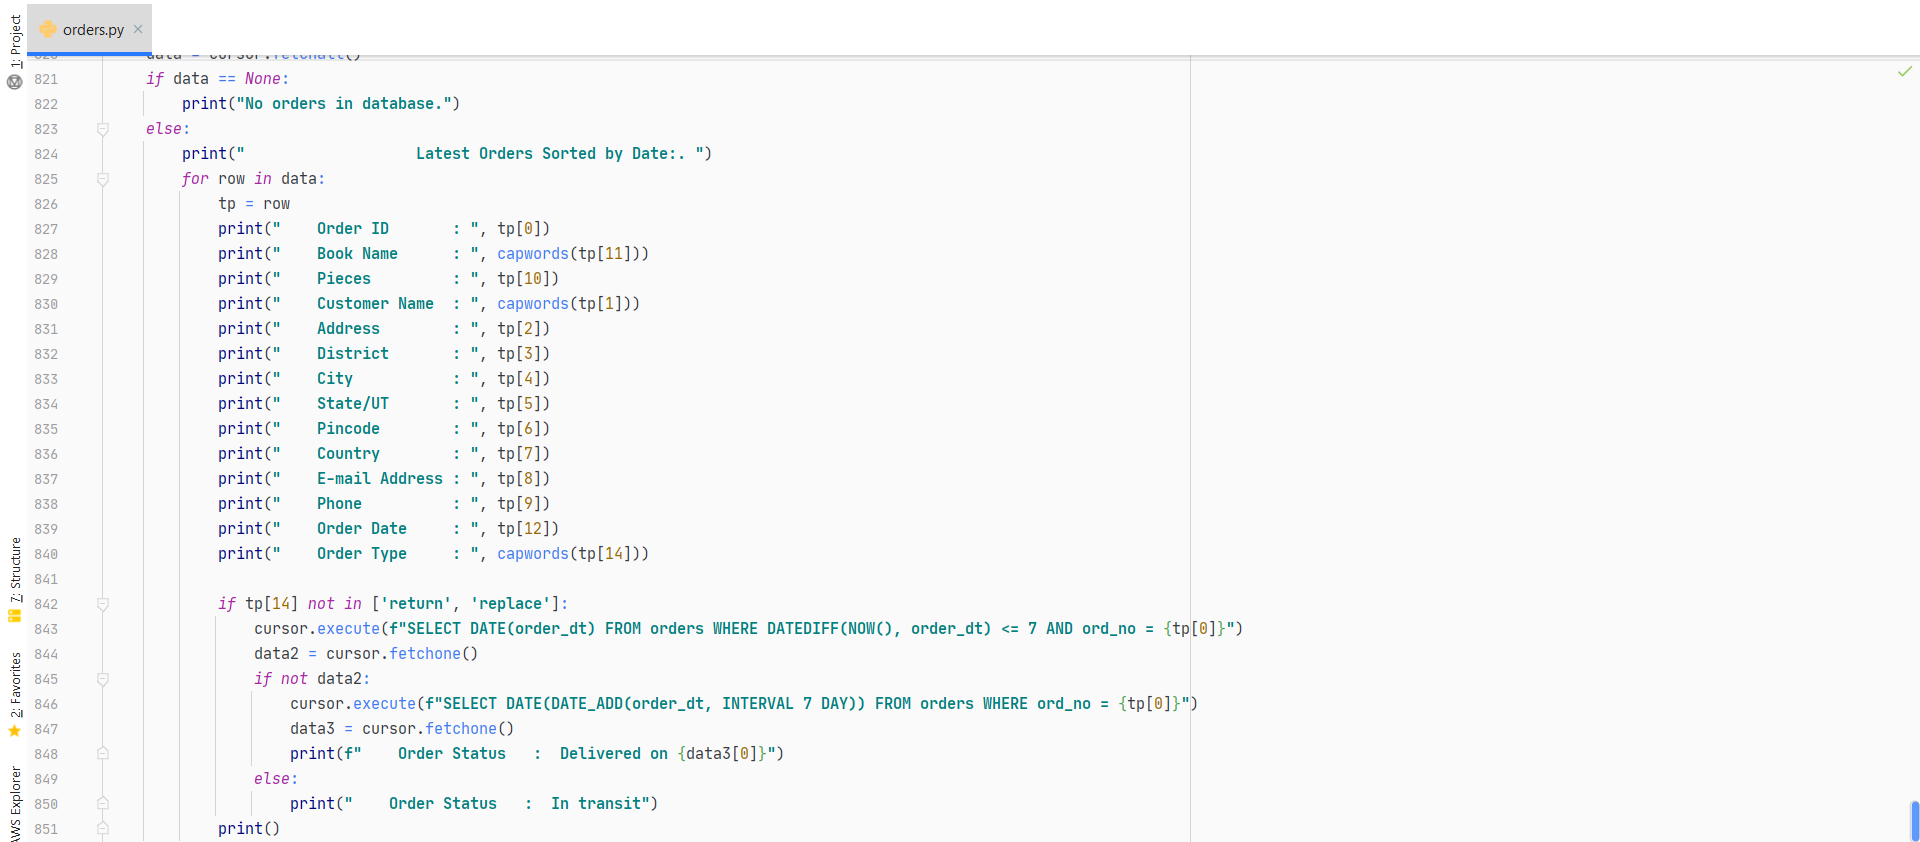 orders.py
1: Project
820 data = cursor.fetchall()
821 if data == None:
822 print("No orders in database.")
823 else:
824 print("                   Latest Orders Sorted by Date:. ")
825 for row in data:
826 tp = row
827 print("    Order ID       : ", tp[0])
828 print("    Book Name      : ", capwords(tp[11]))
829 print("    Pieces         : ", tp[10])
830 print("    Customer Name  : ", capwords(tp[1]))
831 print("    Address        : ", tp[2])
832 print("    District       : ", tp[3])
833 print("    City           : ", tp[4])
834 print("    State/UT       : ", tp[5])
835 print("    Pincode        : ", tp[6])
836 print("    Country        : ", tp[7])
837 print("    E-mail Address : ", tp[8])
838 print("    Phone          : ", tp[9])
839 print("    Order Date     : ", tp[12])
840 print("    Order Type     : ", capwords(tp[14]))
841
842 if tp[14] not in ['return', 'replace']:
843 cursor.execute(f"SELECT DATE(order_dt) FROM orders WHERE DATEDIFF(NOW(), order_dt) <= 7 AND ord_no = {tp[0]}")
844 data2 = cursor.fetchone()
845 if not data2:
846 cursor.execute(f"SELECT DATE(DATE_ADD(order_dt, INTERVAL 7 DAY)) FROM orders WHERE ord_no = {tp[0]}")
847 data3 = cursor.fetchone()
848 print(f"    Order Status   :  Delivered on {data3[0]}")
849 else:
850 print("    Order Status   :  In transit")
851 print()
7: Structure
2: Favorites
AWS Explorer